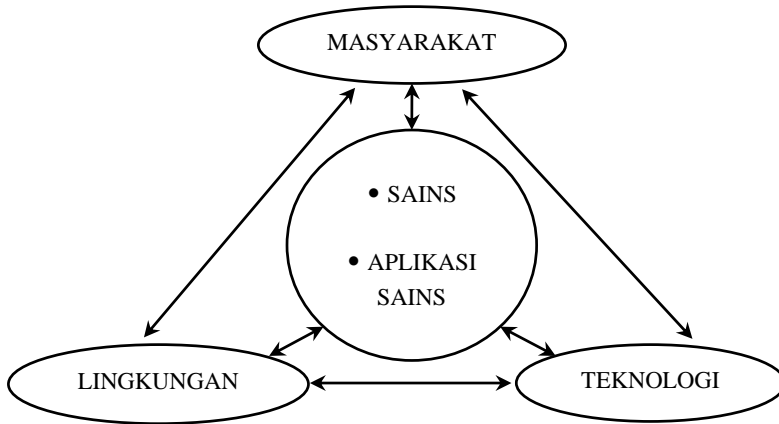 MASYARAKAT
• SAINS
• APLIKASI
SAINS
LINGKUNGAN
TEKNOLOGI